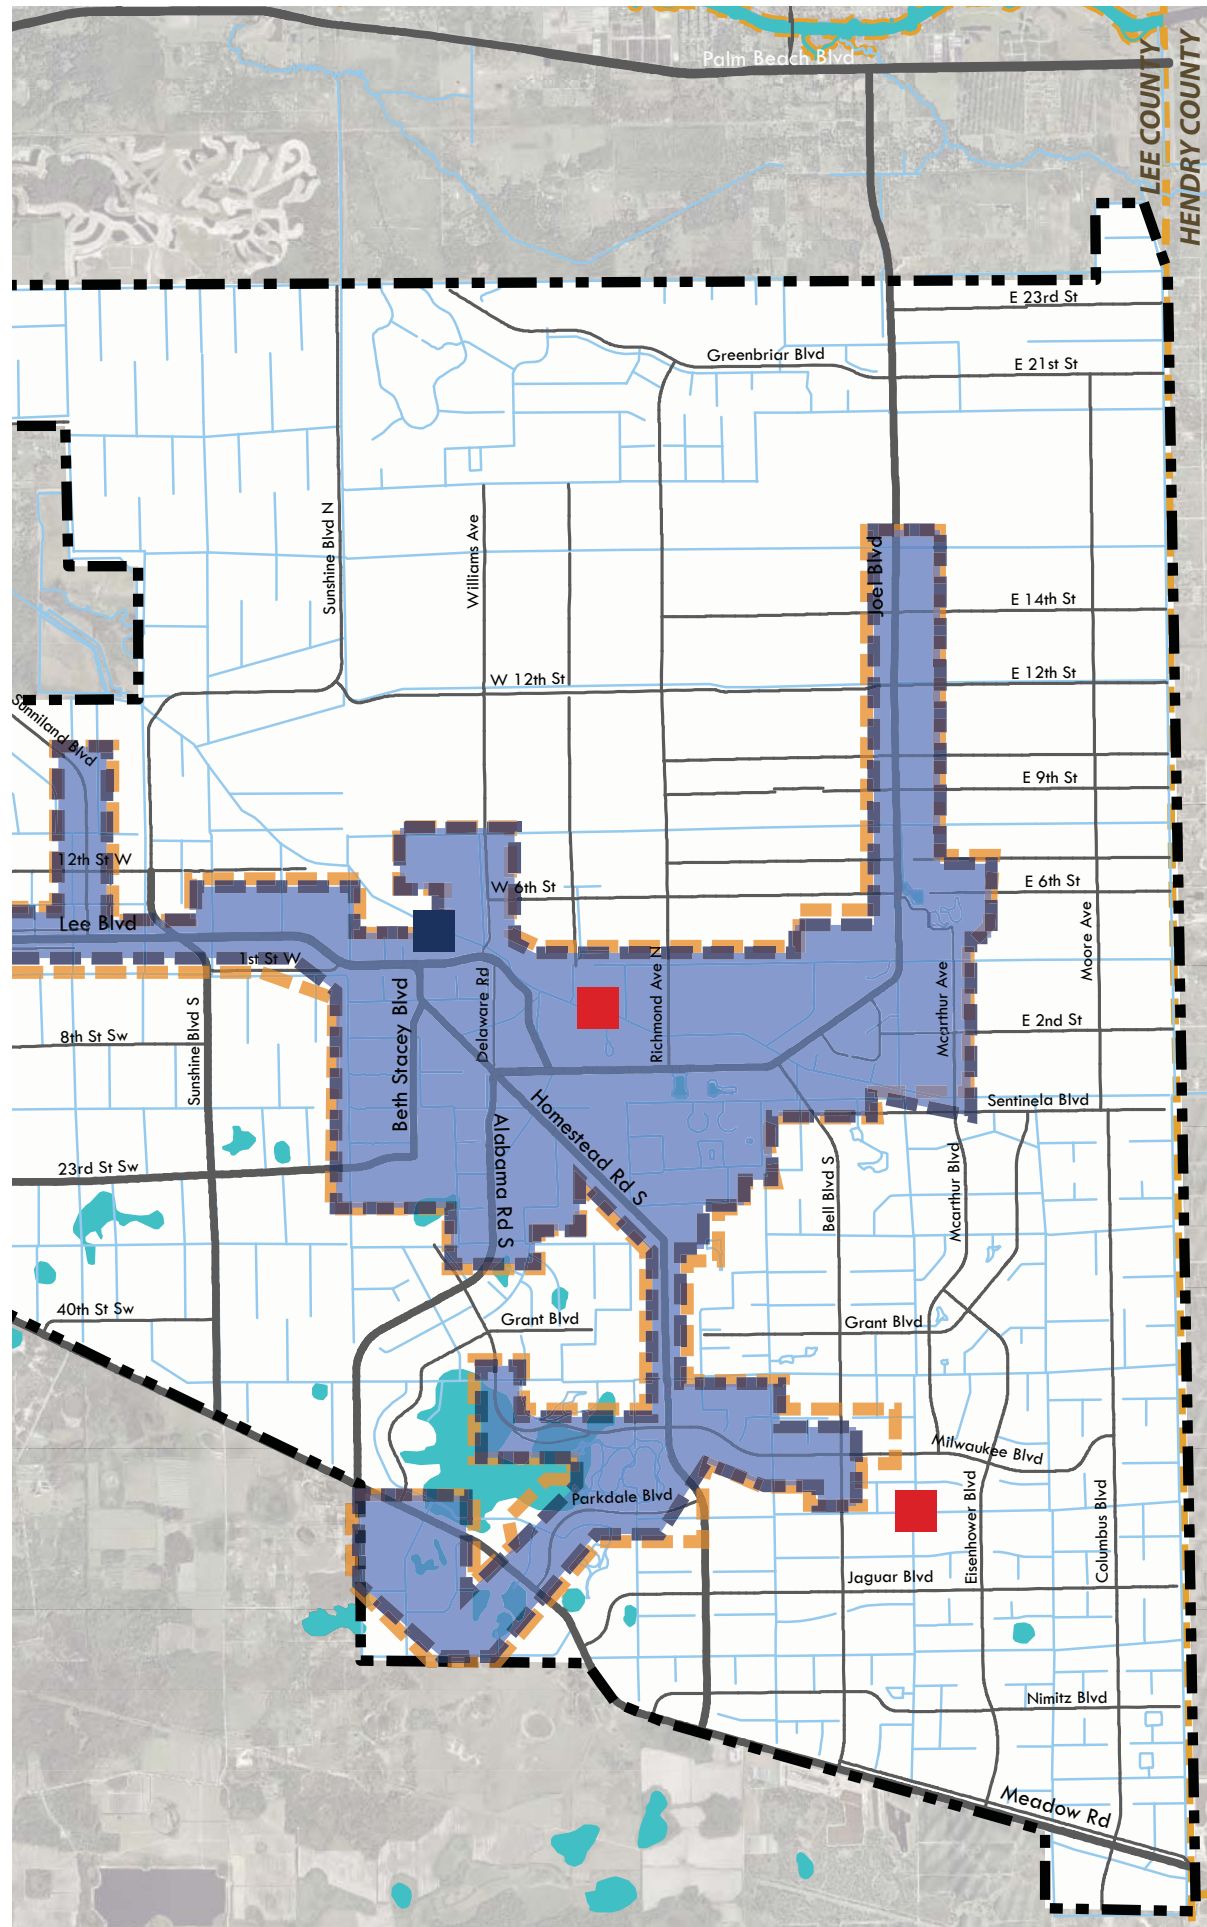 Palm Beach Blvd
LEE COUNTY
HENDRY COUNTY
E 23rd St
Greenbriar Blvd
E 21st St
Sunshine Blvd N
Williams Ave
Joel Blvd
E 14th St
W 12th St
E 12th St
Sunniland Blvd
E 9th St
12th St W
W 6th St
E 6th St
Lee Blvd
Moore Ave
1st St W
Richmond Ave N
Mcarthur Ave
Delaware Rd
Beth Stacey Blvd
E 2nd St
8th St Sw
Sunshine Blvd S
Sentinela Blvd
Homestead Rd S
Alabama Rd S
23rd St Sw
Bell Blvd S
Mcarthur Blvd
40th St Sw
Grant Blvd
Grant Blvd
Milwaukee Blvd
Parkdale Blvd
Eisenhower Blvd
Columbus Blvd
Jaguar Blvd
Nimitz Blvd
Meadow Rd